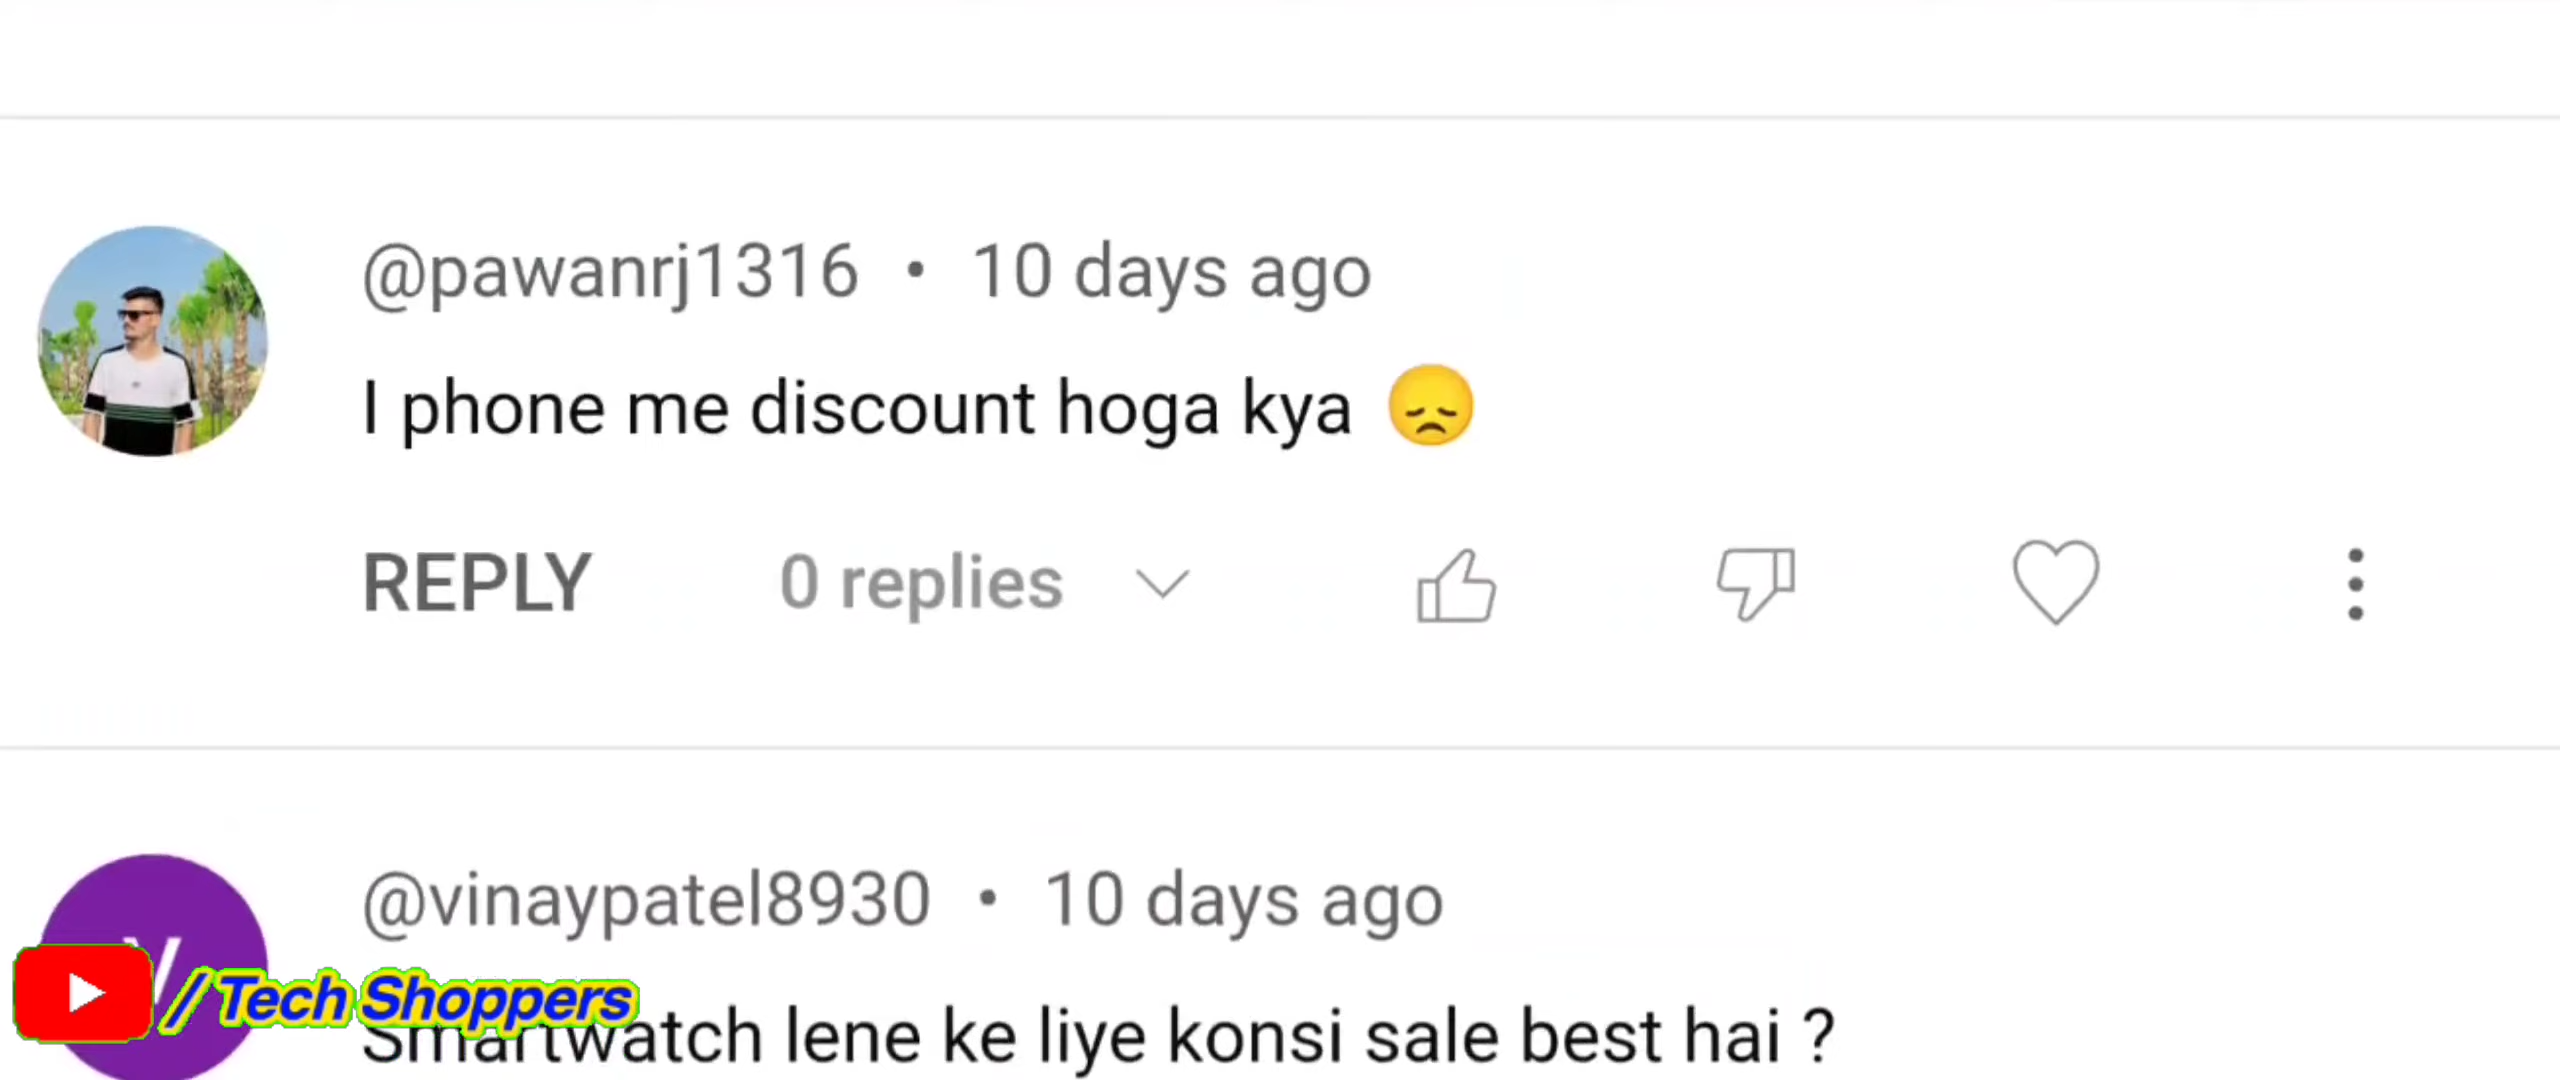 @pawanrj1316 • 10 days ago
I phone me discount hoga kya 😞
REPLY 0 replies
@vinaypatel8930 • 10 days ago
V
/Tech Shoppers
Smartwatch lene ke liye konsi sale best hai ?